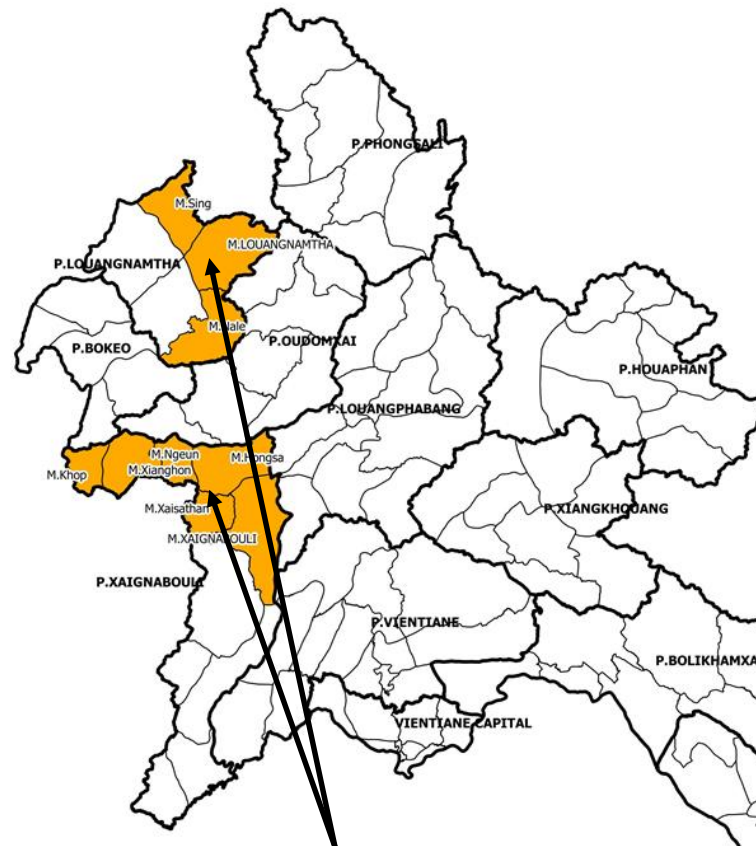 P.PHONGSALI
M.Sing
M.LOUANGNAMTHA
P.LOUANGNAMTHA
M.Nale
P.OUDOMXAI
P.BOKEO
P.HOUAPHAN
P.LOUANGPHABANG
M.Ngeun
M.Hongsa
M.Khop
M.Xianghon
M.Xaisathan
P.XIANGKHOUANG
M.XAIGNABOULI
P.XAIGNABOULI
P.VIENTIANE
P.BOLIKHAMXA
VIENTIANE CAPITAL